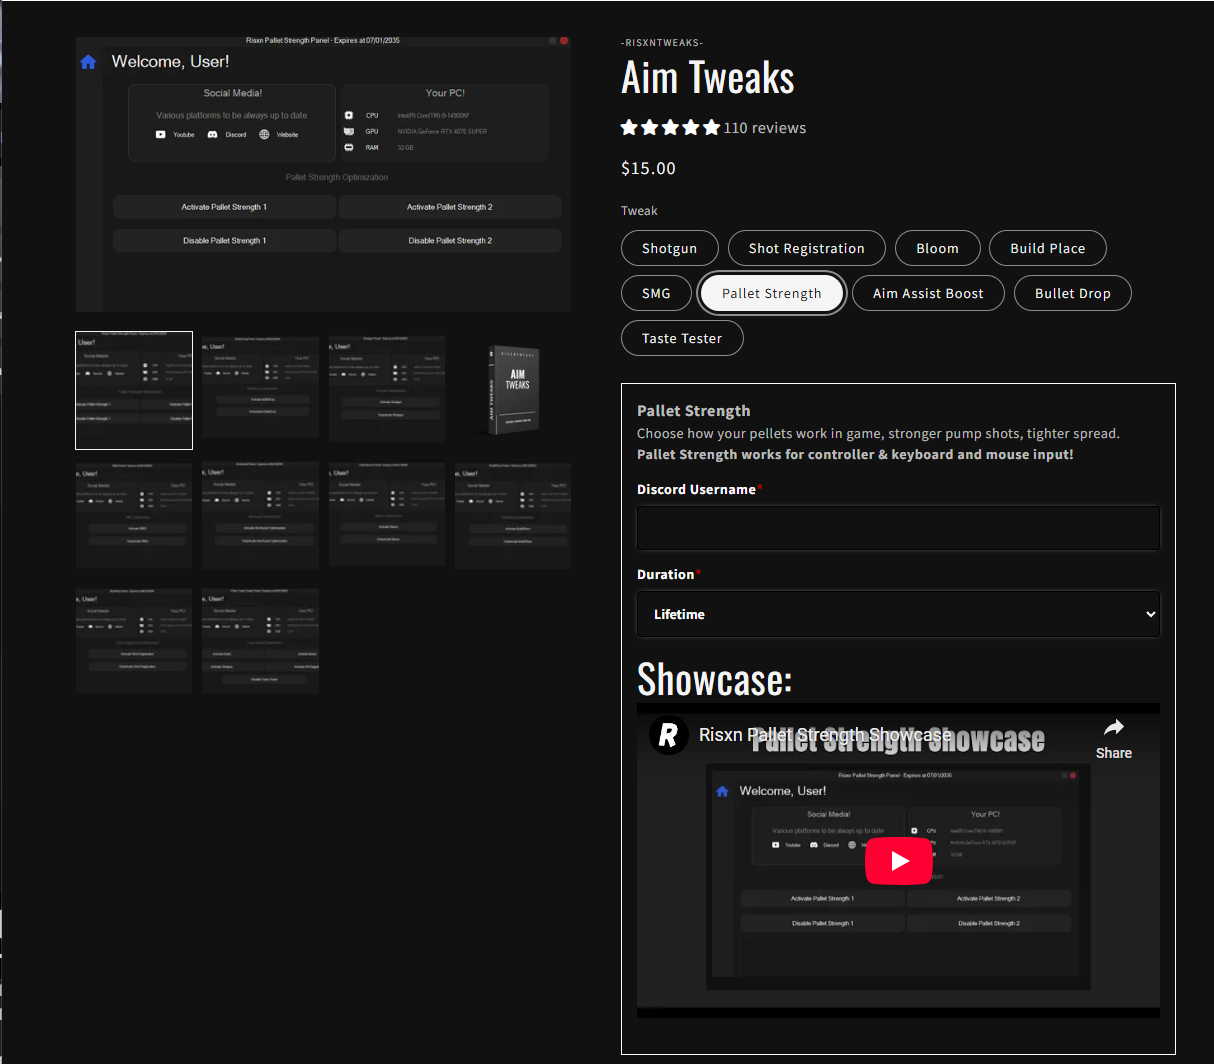 Risxn Pallet Strength Panel - Expires at 07/01/2035
Welcome, User!
Social Media!
Various platforms to be always up to date
Youtube
Discord
Website
Your PC!
CPU
Intel(R) Core(TM) i9-14900KF
GPU
NVIDIA GeForce RTX 4070 SUPER
RAM
32 GB
Pallet Strength Optimization
Activate Pallet Strength 1
Activate Pallet Strength 2
Disable Pallet Strength 1
Disable Pallet Strength 2
RISXNTWEAKS
AIM
TWEAKS
AIM TWEAKS
-RISXNTWEAKS-
Aim Tweaks
110 reviews
$15.00
Tweak
Shotgun
Shot Registration
Bloom
Build Place
SMG
Pallet Strength
Aim Assist Boost
Bullet Drop
Taste Tester
Pallet Strength
Choose how your pellets work in game, stronger pump shots, tighter spread.
Pallet Strength works for controller & keyboard and mouse input!
Discord Username*
Duration*
Lifetime
Showcase:
R
Risxn Pallet Strength Showcase
Pallet Strength Showcase
Share
Risxn Pallet Strength Panel - Expires at 07/01/2035
Welcome, User!
Social Media!
Various platforms to be always up to date
Youtube
Discord
Your PC!
CPU
Activate Pallet Strength 1
Activate Pallet Strength 2
Disable Pallet Strength 1
Disable Pallet Strength 2